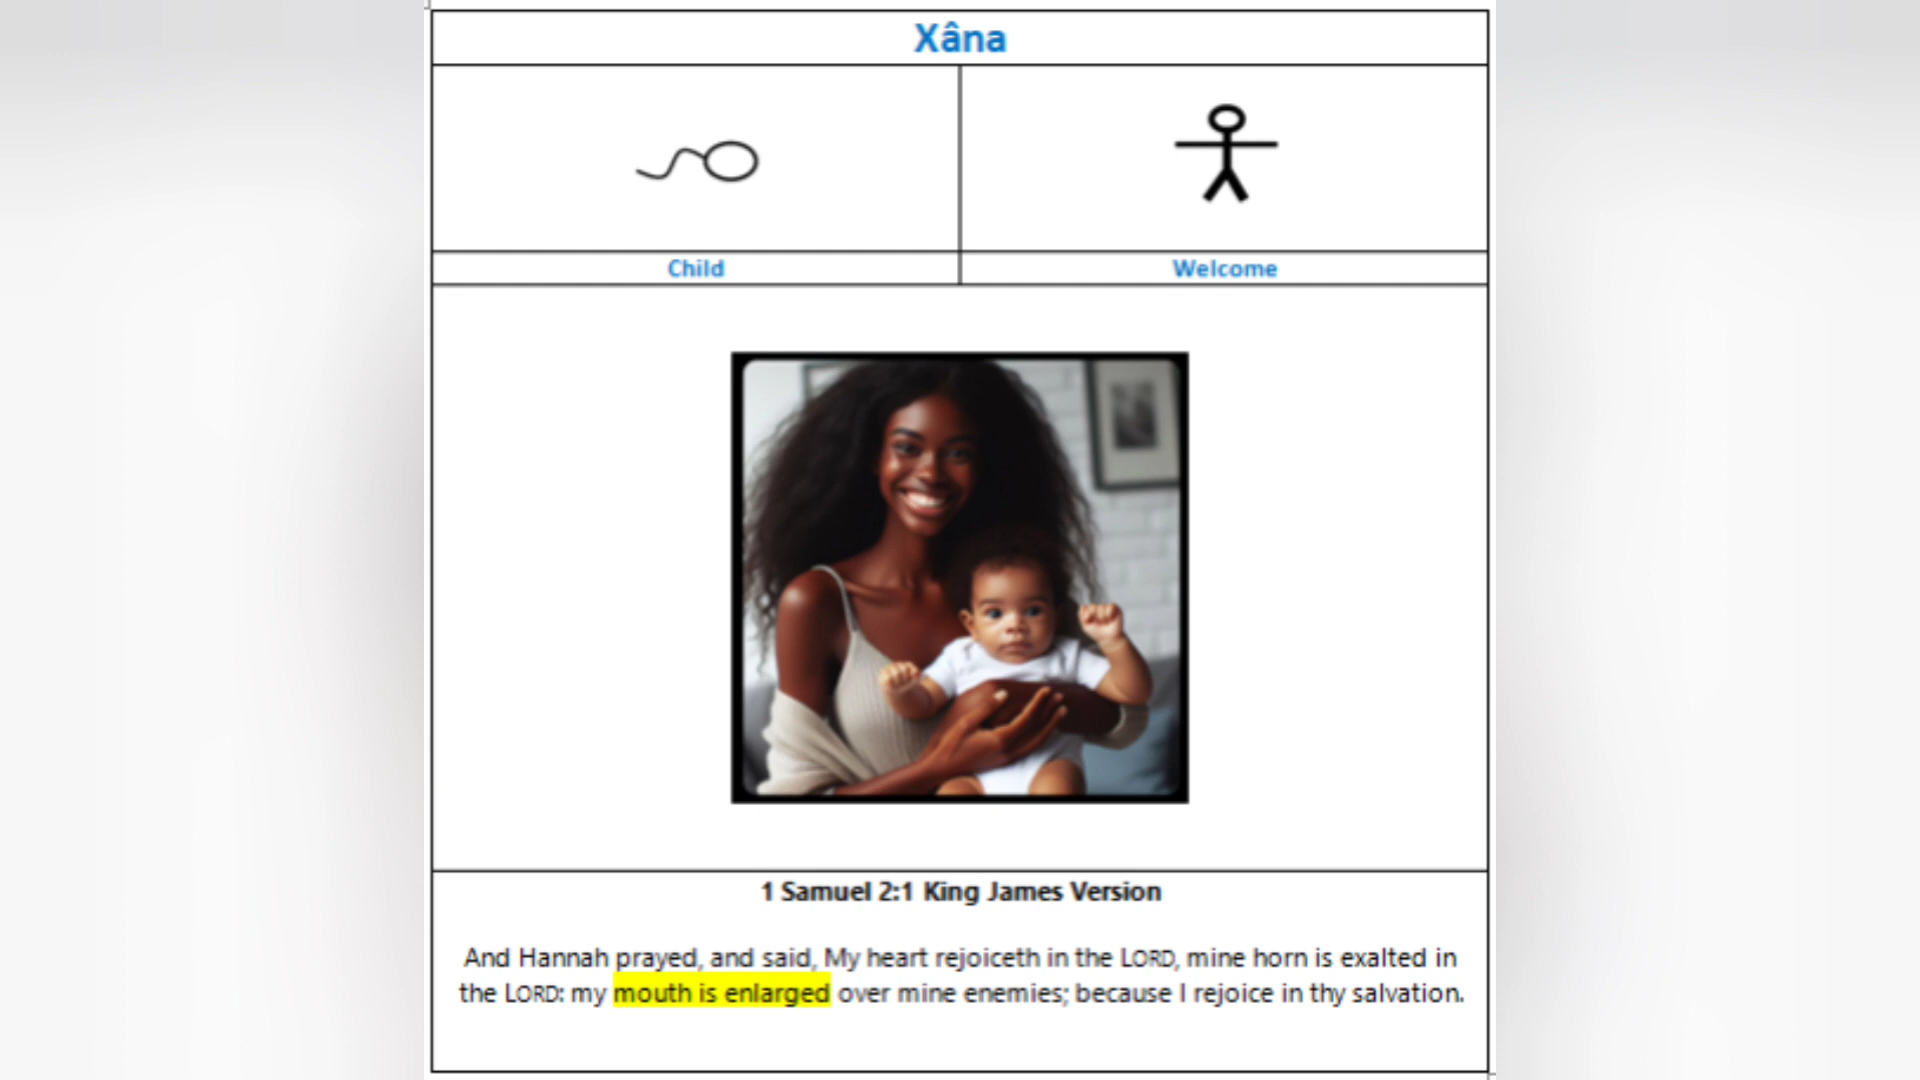 Xâna
Child
Welcome
1 Samuel 2:1 King James Version
And Hannah prayed, and said, My heart rejoiceth in the LORD, mine horn is exalted in
the LORD: my mouth is enlarged over mine enemies; because I rejoice in thy salvation.